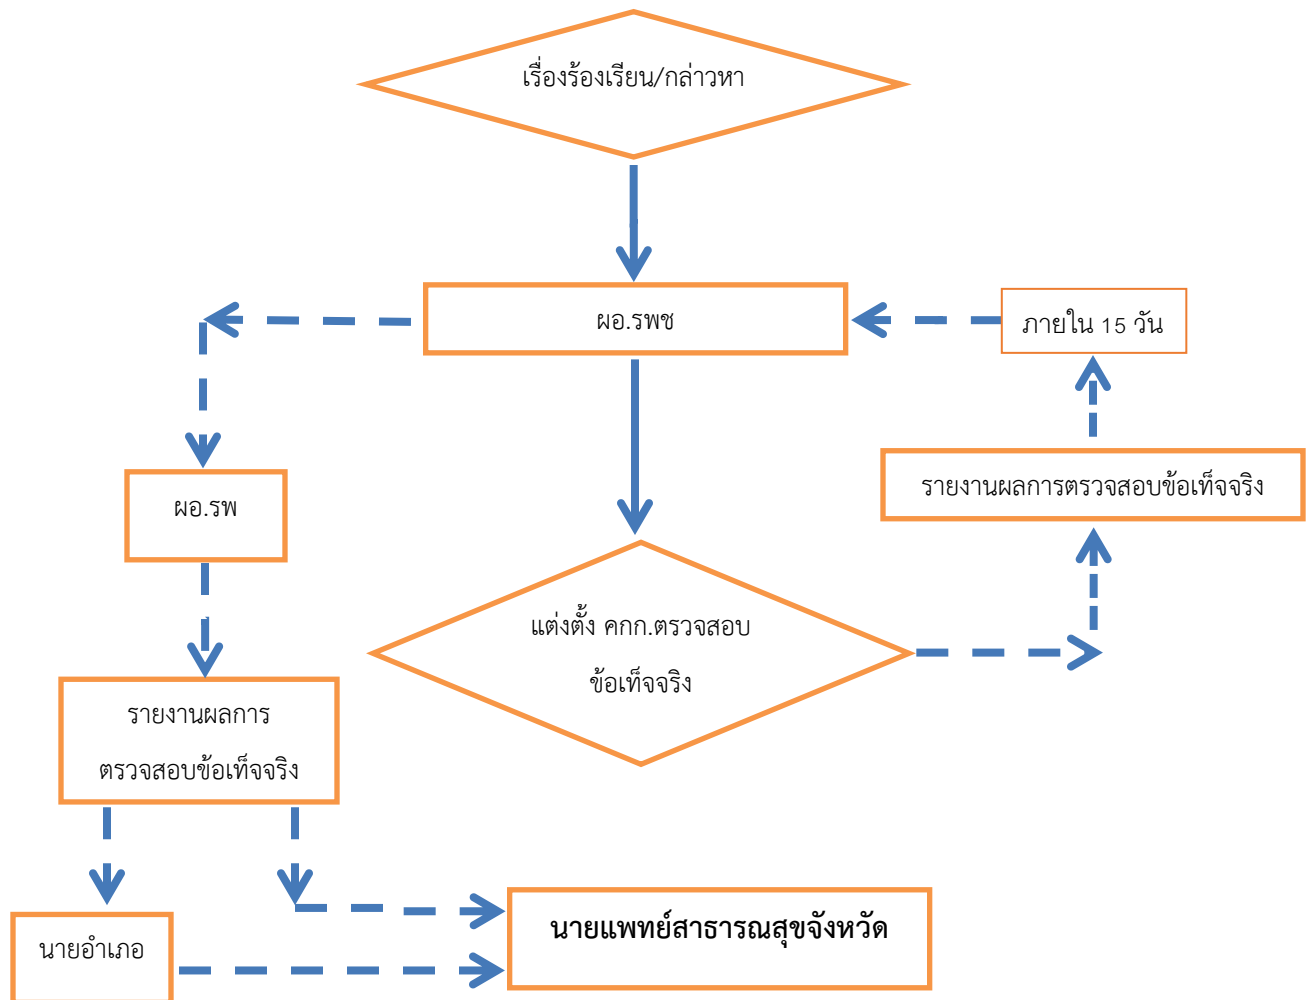 เรื่องร้องเรียน/กล่าวหา
ผอ.รพช
ภายใน 15 วัน
รายงานผลการตรวจสอบข้อเท็จจริง
ผอ.รพ
แต่งตั้ง คกก.ตรวจสอบ
ข้อเท็จจริง
รายงานผลการ
ตรวจสอบข้อเท็จจริง
นายแพทย์สาธารณสุขจังหวัด
นายอำเภอ